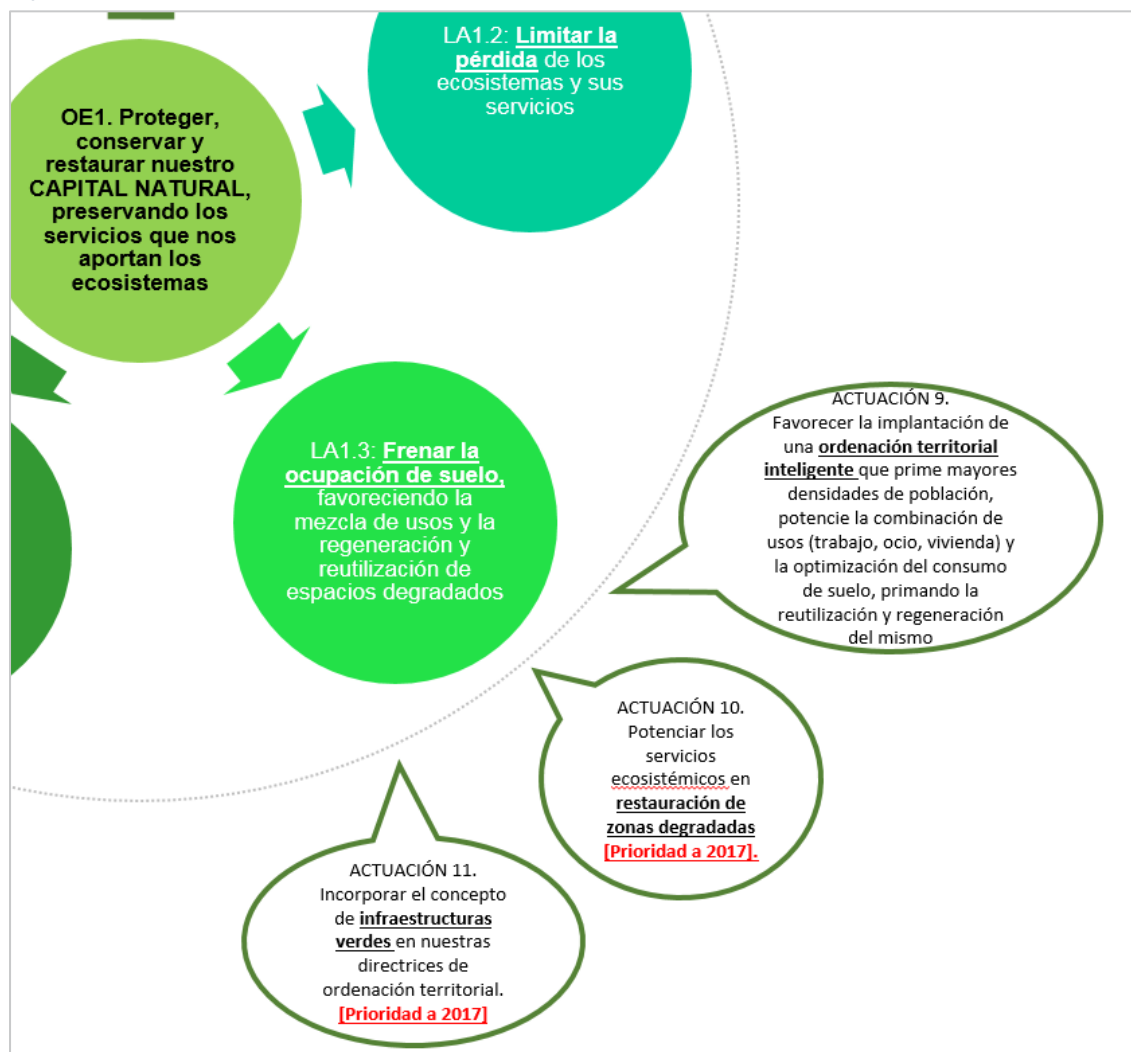 LA1.2: Limitar la
pérdida de los
ecosistemas y sus
servicios
OE1. Proteger,
conservar y
restaurar nuestro
CAPITAL NATURAL,
preservando los
servicios que nos
aportan los
ecosistemas
LA1.3: Frenar la
ocupación de suelo,
favoreciendo la
mezcla de usos y la
regeneración y
reutilización de
espacios degradados
ACTUACIÓN 9.
Favorecer la implantación de
una ordenación territorial
inteligente que prime mayores
densidades de población,
potencie la combinación de
usos (trabajo, ocio, vivienda) y
la optimización del consumo
de suelo, primando la
reutilización y regeneración
del mismo
ACTUACIÓN 10.
Potenciar los
servicios
ecosistémicos en
restauración de
zonas degradadas
[Prioridad a 2017].
ACTUACIÓN 11.
Incorporar el concepto
de infraestructuras
verdes en nuestras
directrices de
ordenación territorial.
[Prioridad a 2017]